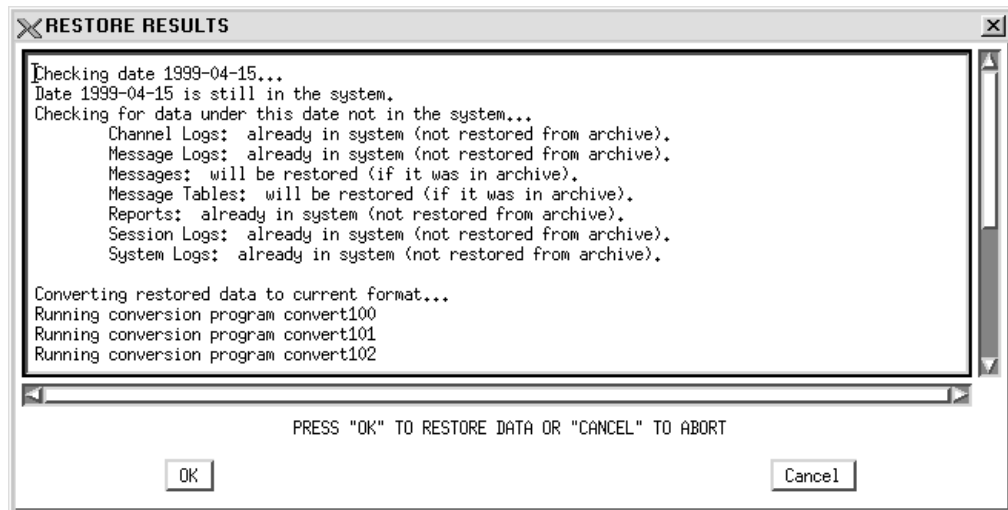 RESTORE RESULTS
Checking date 1999-04-15...
Date 1999-04-15 is still in the system.
Checking for data under this date not in the system...
Channel Logs:  already in system (not restored from archive).
Message Logs:  already in system (not restored from archive).
Messages:  will be restored (if it was in archive).
Message Tables:  will be restored (if it was in archive).
Reports:  already in system (not restored from archive).
Session Logs:  already in system (not restored from archive).
System Logs:  already in system (not restored from archive).
Converting restored data to current format...
Running conversion program convert100
Running conversion program convert101
Running conversion program convert102
PRESS "OK" TO RESTORE DATA OR "CANCEL" TO ABORT
OK Cancel